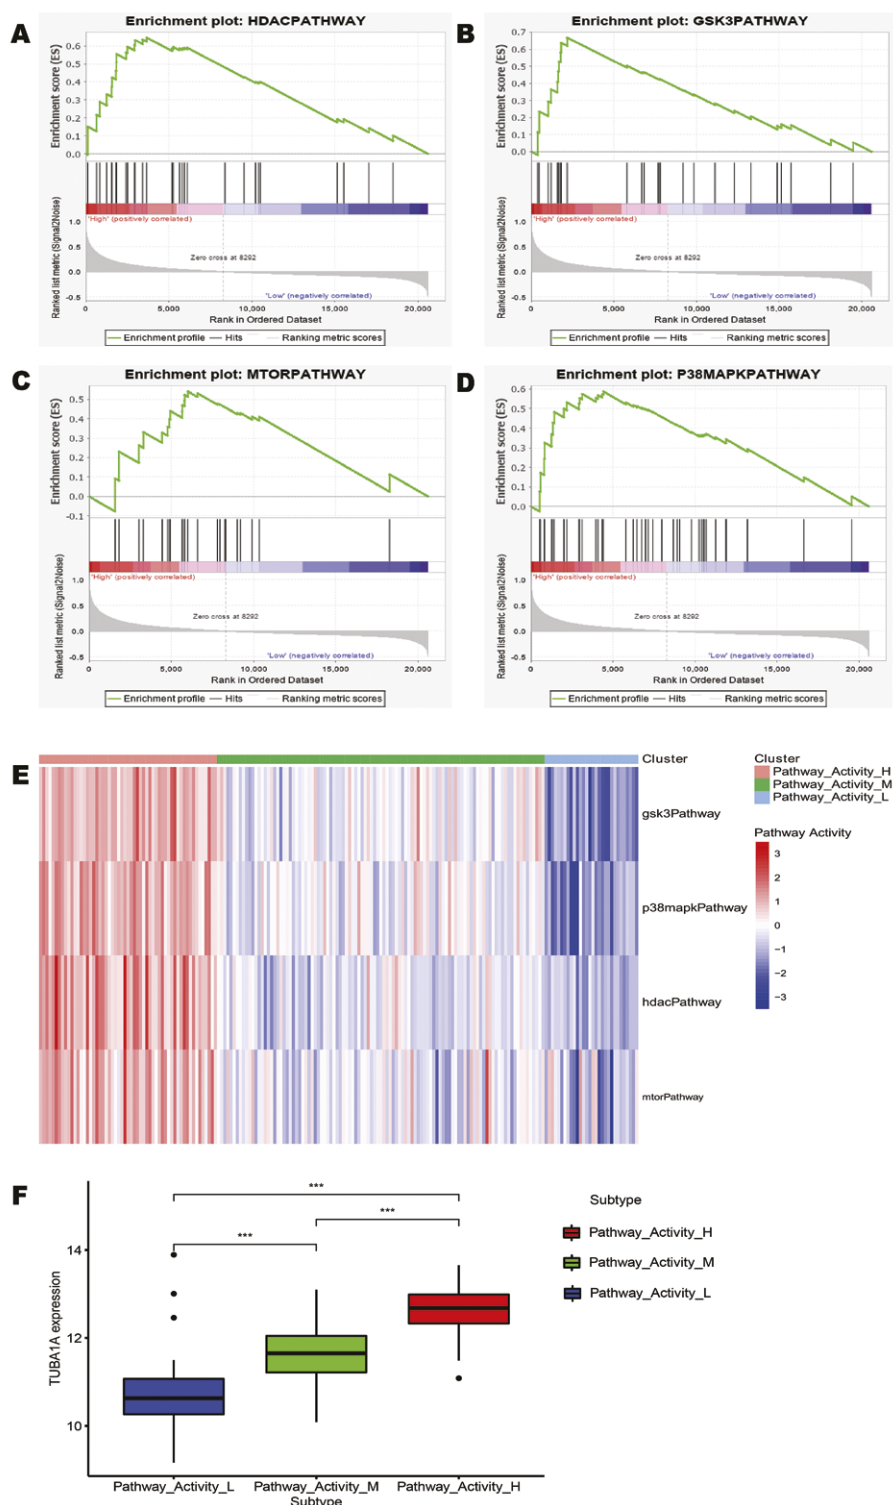 A
Enrichment plot: HDACPATHWAY
Enrichment score (ES)
0.6
0.5
0.4
0.3
0.2
0.1
0.0
'High' (positively correlated)
Ranked list metric (Signal2Noise)
1.0
0.5
0.0
-0.5
Zero cross at 8292
'Low' (negatively correlated)
0 5,000 10,000 15,000 20,000
Rank in Ordered Dataset
Enrichment profile Hits Ranking metric scores
B
Enrichment plot: GSK3PATHWAY
Enrichment score (ES)
0.7
0.6
0.5
0.4
0.3
0.2
0.1
0.0
'High' (positively correlated)
Ranked list metric (Signal2Noise)
1.0
0.5
0.0
-0.5
Zero cross at 8292
'Low' (negatively correlated)
0 5,000 10,000 15,000 20,000
Rank in Ordered Dataset
Enrichment profile Hits Ranking metric scores
C
Enrichment plot: MTORPATHWAY
Enrichment score (ES)
0.5
0.4
0.3
0.2
0.1
0.0
-0.1
'High' (positively correlated)
Ranked list metric (Signal2Noise)
1.0
0.5
0.0
-0.5
Zero cross at 8292
'Low' (negatively correlated)
0 5,000 10,000 15,000 20,000
Rank in Ordered Dataset
Enrichment profile Hits Ranking metric scores
D
Enrichment plot: P38MAPKPATHWAY
Enrichment score (ES)
0.6
0.5
0.4
0.3
0.2
0.1
0.0
'High' (positively correlated)
Ranked list metric (Signal2Noise)
1.0
0.5
0.0
-0.5
Zero cross at 8292
'Low' (negatively correlated)
0 5,000 10,000 15,000 20,000
Rank in Ordered Dataset
Enrichment profile Hits Ranking metric scores
E
Cluster
gsk3Pathway
p38mapkPathway
hdacPathway
mtorPathway
Cluster
Pathway_Activity_H
Pathway_Activity_M
Pathway_Activity_L
Pathway Activity
3
2
1
0
−1
−2
−3
F
***
***
***
TUBA1A expression
14
12
10
Pathway_Activity_L Pathway_Activity_M Pathway_Activity_H
Subtype
Subtype
Pathway_Activity_H
Pathway_Activity_M
Pathway_Activity_L